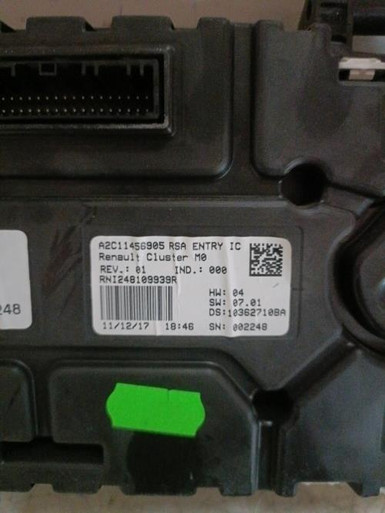 A2C11456905 RSA ENTRY IC
Renault Cluster M0
REV.: 01 IND.: 000
RNI248109939R
HW: 04
SW: 07.01
DS:10362710BA
11/12/17 18:46 SN: 002248
248